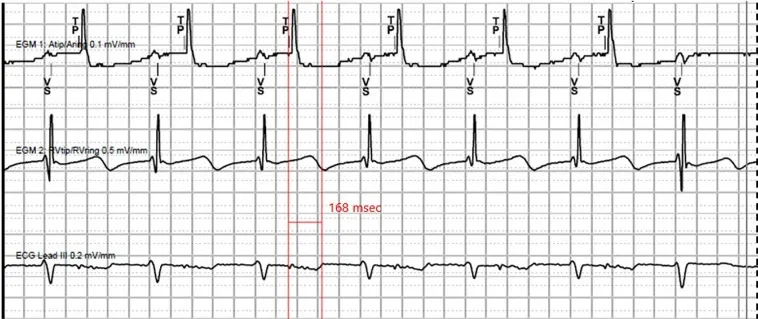 TP TP TP TP TP TP
EGM 1: Atip/Aring 0.1 mV/mm
VS VS VS VS VS VS VS
EGM 2: RVtip/RVring 0.5 mV/mm
168 msec
ECG Lead III 0.2 mV/mm